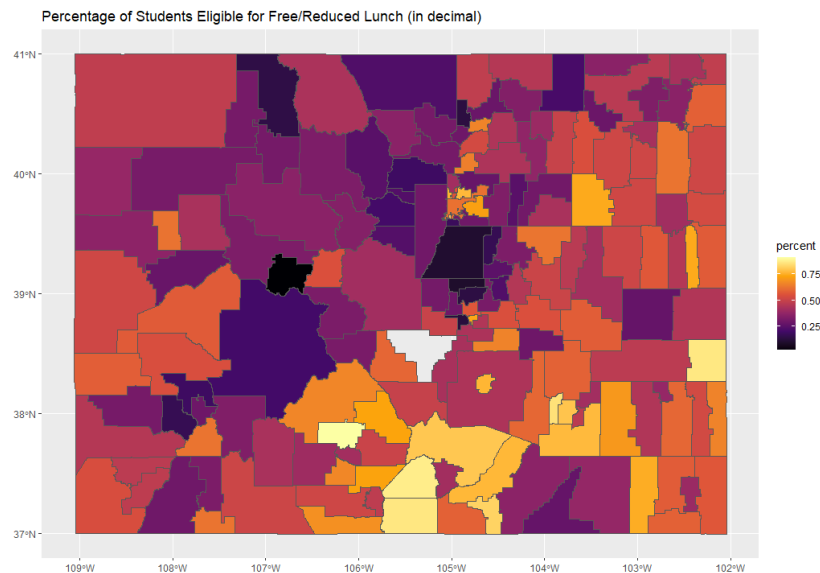 Percentage of Students Eligible for Free/Reduced Lunch (in decimal)
41°N
40°N
39°N
38°N
37°N
109°W
108°W
107°W
106°W
105°W
104°W
103°W
102°W
percent
0.75
0.50
0.25